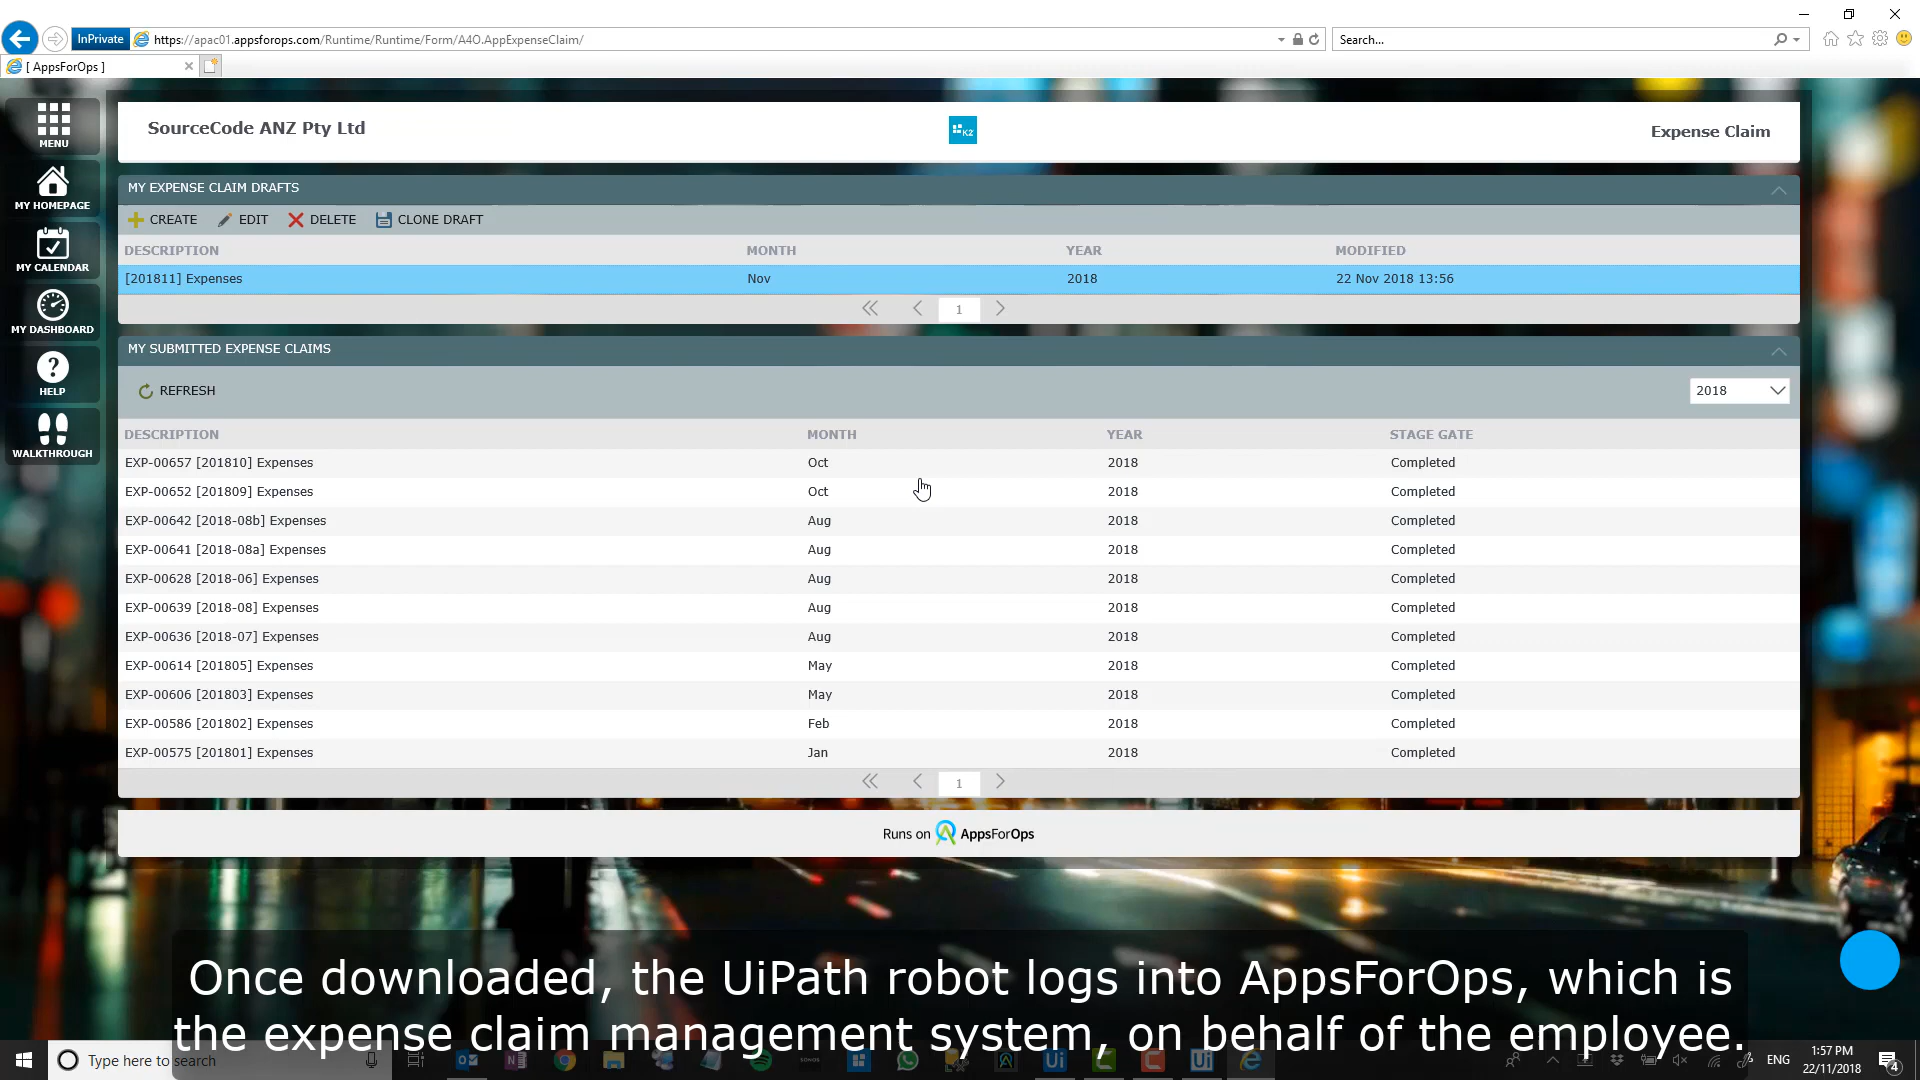 InPrivate https://apac01.appsforops.com/Runtime/Runtime/Form/A4O.AppExpenseClaim/ Search...
[ AppsForOps ]
MENU
MY HOMEPAGE
MY CALENDAR
MY DASHBOARD
HELP
WALKTHROUGH
SourceCode ANZ Pty Ltd K2 Expense Claim
MY EXPENSE CLAIM DRAFTS
CREATE EDIT DELETE CLONE DRAFT
DESCRIPTION MONTH YEAR MODIFIED
[201811] Expenses Nov 2018 22 Nov 2018 13:56
1
MY SUBMITTED EXPENSE CLAIMS
REFRESH 2018
DESCRIPTION MONTH YEAR STAGE GATE
EXP-00657 [201810] Expenses Oct 2018 Completed
EXP-00652 [201809] Expenses Oct 2018 Completed
EXP-00642 [2018-08b] Expenses Aug 2018 Completed
EXP-00641 [2018-08a] Expenses Aug 2018 Completed
EXP-00628 [2018-06] Expenses Aug 2018 Completed
EXP-00639 [2018-08] Expenses Aug 2018 Completed
EXP-00636 [2018-07] Expenses Aug 2018 Completed
EXP-00614 [201805] Expenses May 2018 Completed
EXP-00606 [201803] Expenses May 2018 Completed
EXP-00586 [201802] Expenses Feb 2018 Completed
EXP-00575 [201801] Expenses Jan 2018 Completed
1
Runs on AppsForOps
Once downloaded, the UiPath robot logs into AppsForOps, which is
the expense claim management system, on behalf of the employee.
Type here to search Ui Ui ENG 1:57 PM
22/11/2018 4